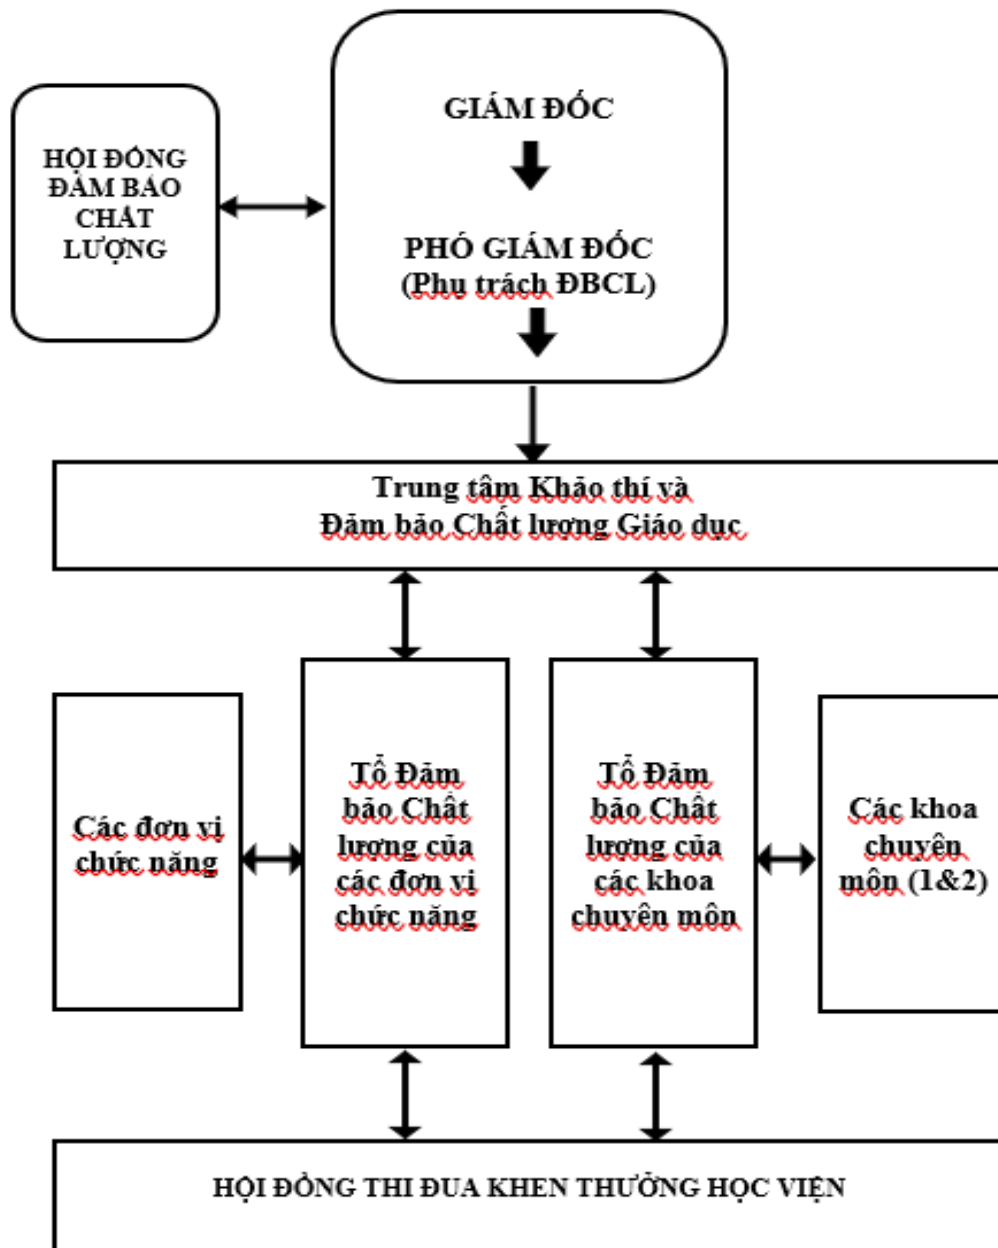 GIÁM ĐỐC
HỘI ĐỒNG
ĐẢM BẢO
CHẤT
LƯỢNG
PHÓ GIÁM ĐỐC
(Phụ trách ĐBCL)
Trung tâm Khảo thí và
Đảm bảo Chất lượng Giáo dục
Các đơn vị
chức năng
Tổ Đảm
bảo Chất
lượng của
các đơn vị
chức năng
Tổ Đảm
bảo Chất
lượng của
các khoa
chuyên môn
Các khoa
chuyên
môn (1&2)
HỘI ĐỒNG THI ĐUA KHEN THƯỞNG HỌC VIỆN